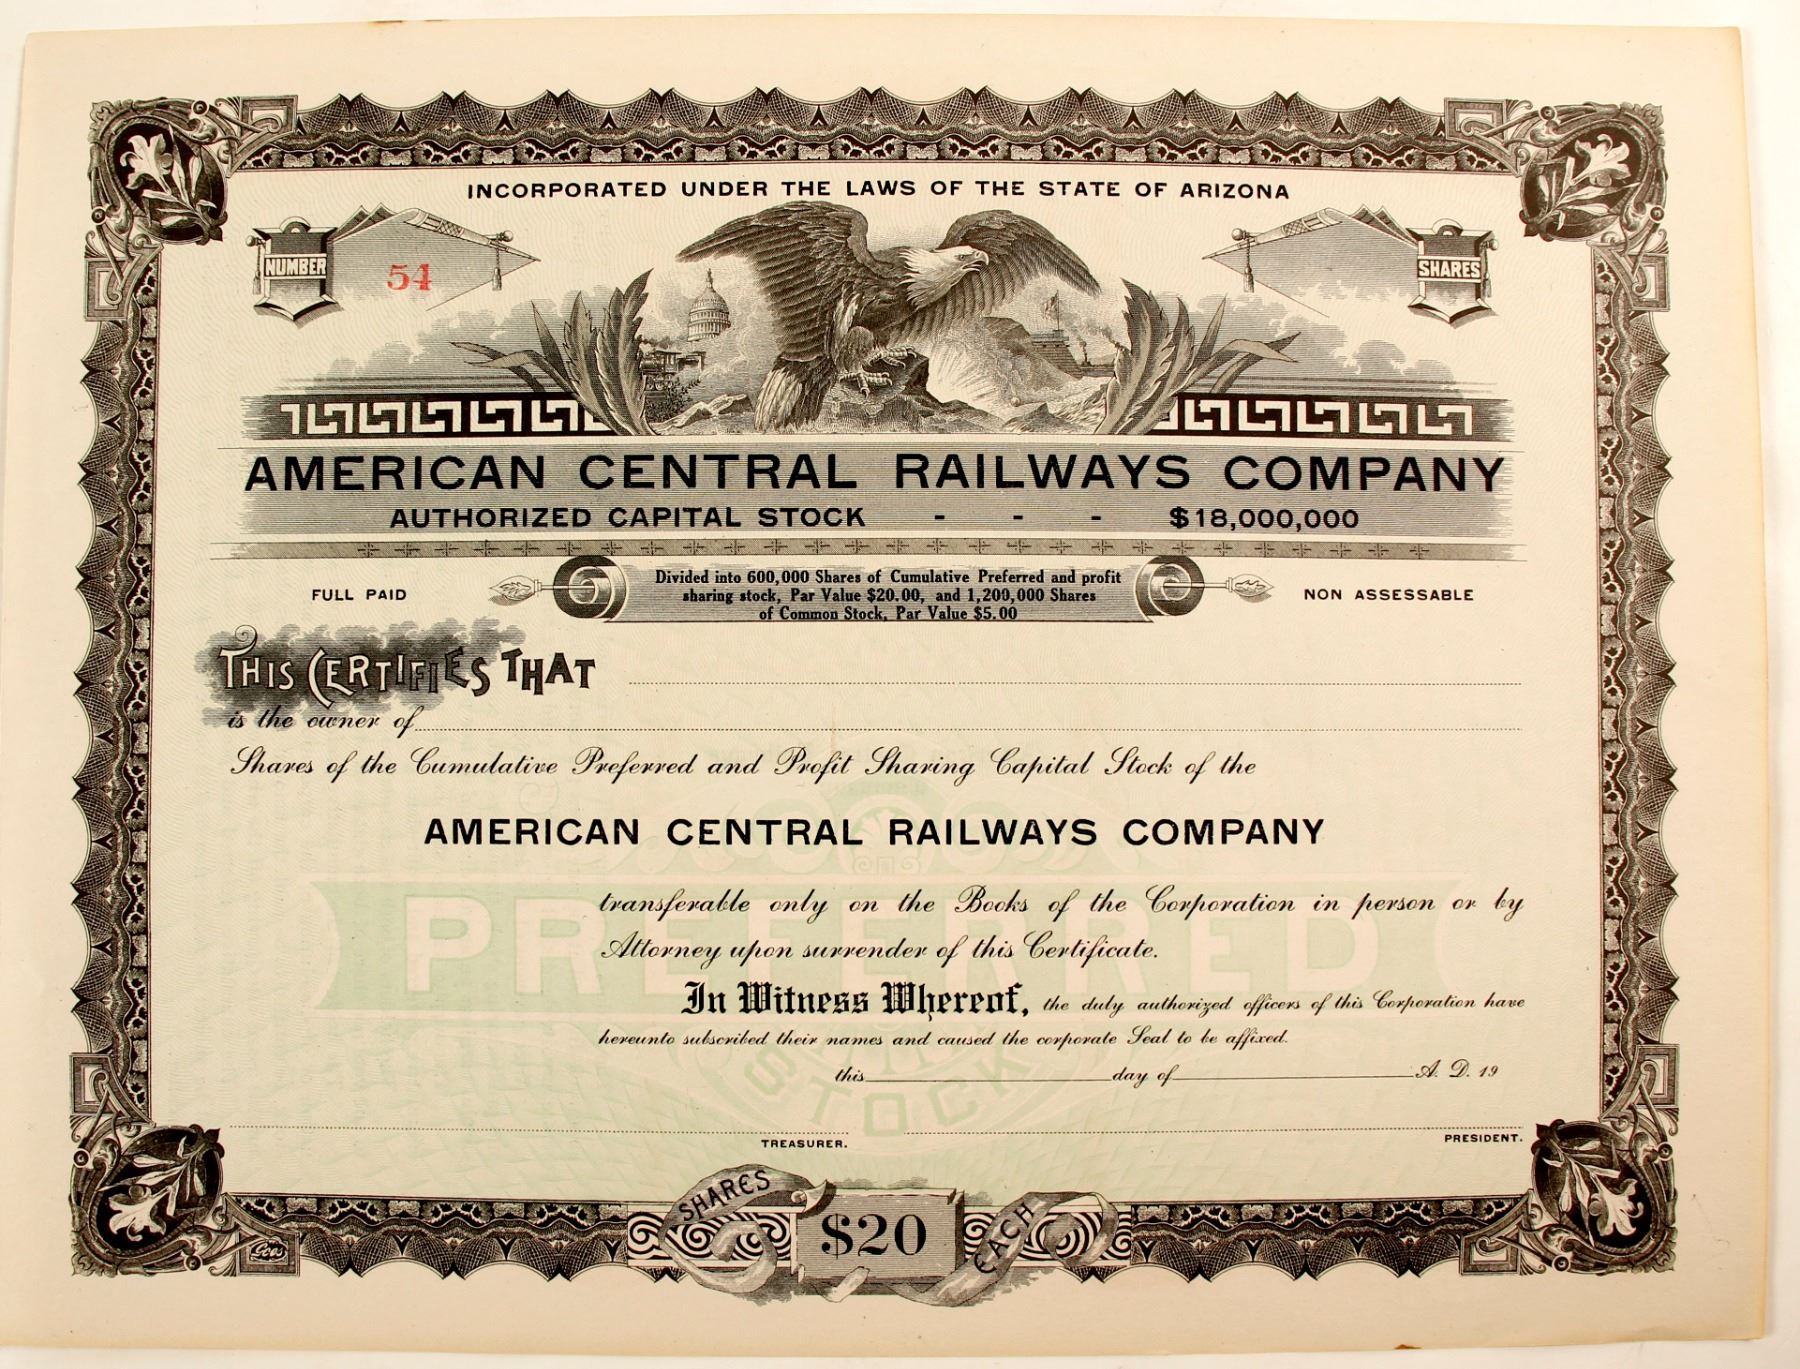 INCORPORATED UNDER THE LAWS OF THE STATE OF ARIZONA
NUMBER
54
SHARES
AMERICAN CENTRAL RAILWAYS COMPANY
AUTHORIZED CAPITAL STOCK - - - $18,000,000
FULL PAID
Divided into 600,000 Shares of Cumulative Preferred and profit
sharing stock, Par Value $20.00, and 1,200,000 Shares
of Common Stock, Par Value $5.00
NON ASSESSABLE
THIS CERTIFIES THAT
is the owner of
Shares of the Cumulative Preferred and Profit Sharing Capital Stock of the
AMERICAN CENTRAL RAILWAYS COMPANY
transferable only on the Books of the Corporation in person or by
PREFERRED
Attorney upon surrender of this Certificate.
In Witness Whereof, the duly authorized officers of this Corporation have
hereunto subscribed their names and caused the corporate Seal to be affixed.
this day of A. D. 19
STOCK
TREASURER.
PRESIDENT.
SHARES
$20
EACH
Goes